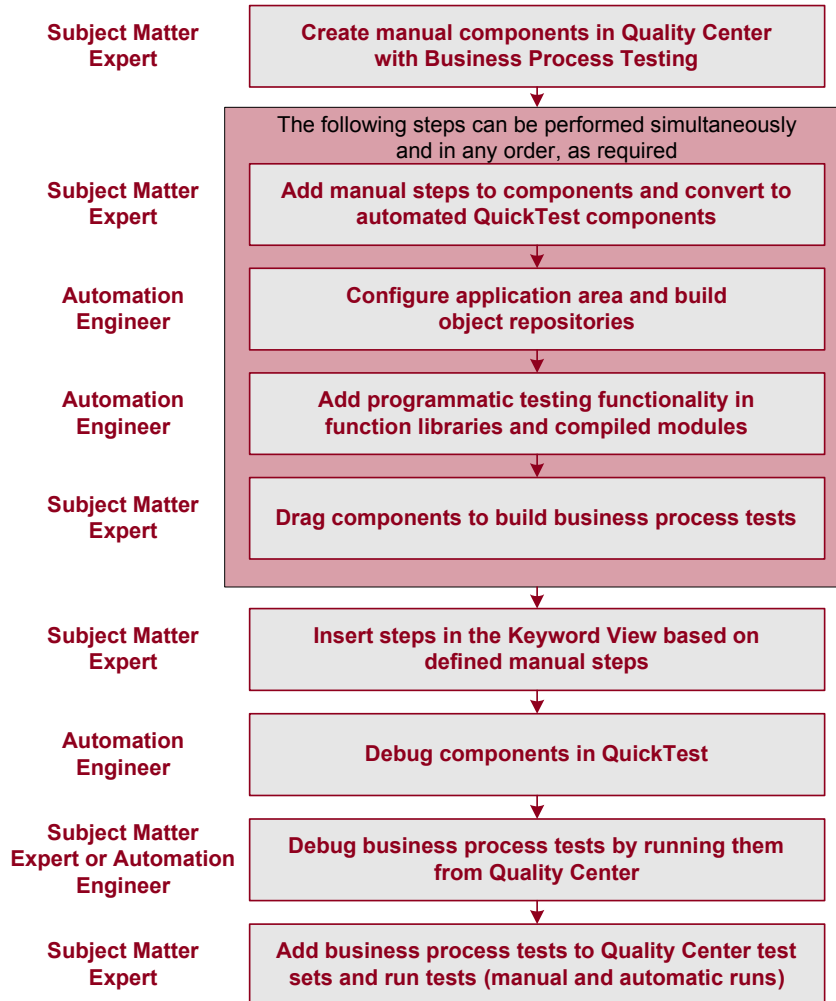 Subject Matter
Expert
Create manual components in Quality Center
with Business Process Testing
The following steps can be performed simultaneously
and in any order, as required
Subject Matter
Expert
Add manual steps to components and convert to
automated QuickTest components
Automation
Engineer
Configure application area and build
object repositories
Automation
Engineer
Add programmatic testing functionality in
function libraries and compiled modules
Subject Matter
Expert
Drag components to build business process tests
Subject Matter
Expert
Insert steps in the Keyword View based on
defined manual steps
Automation
Engineer
Debug components in QuickTest
Subject Matter
Expert or Automation
Engineer
Debug business process tests by running them
from Quality Center
Subject Matter
Expert
Add business process tests to Quality Center test
sets and run tests (manual and automatic runs)